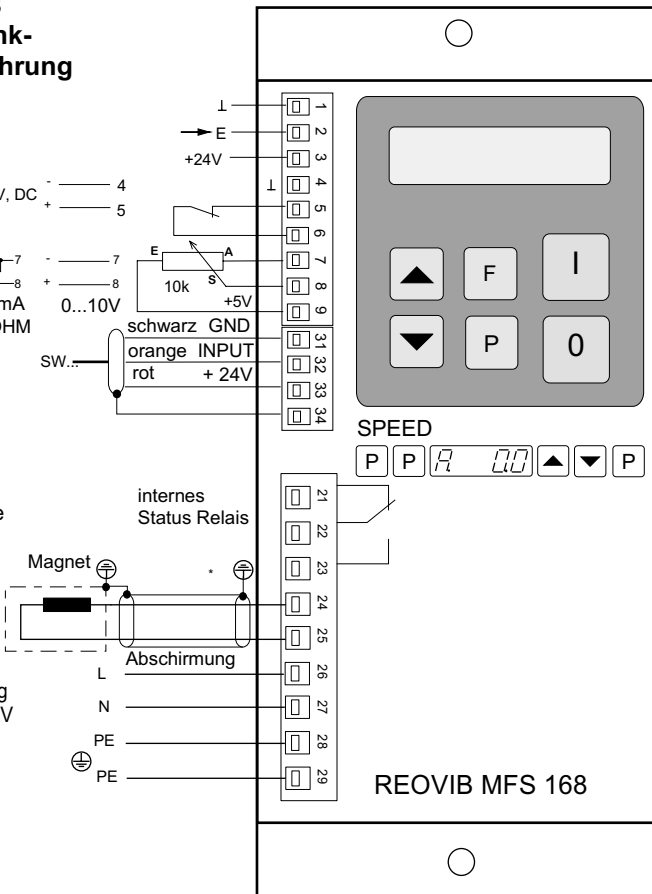 nk-
hrung
⊥ 1
E 2
+24V 3
⊥ 4
V, DC - 4
+ 5
5
6
E A 7
S 8
10k
+5V 9
7 - 7
8 + 8
mA 0...10V
OHM
schwarz GND 31
orange INPUT 32
SW...
rot + 24V 33
34
F I
P 0
SPEED
P P A 0.0 P
internes
Status Relais
21
22
23
e
Magnet
*
24
25
Abschirmung
L 26
g
V
N 27
PE 28
PE 29
REOVIB MFS 168